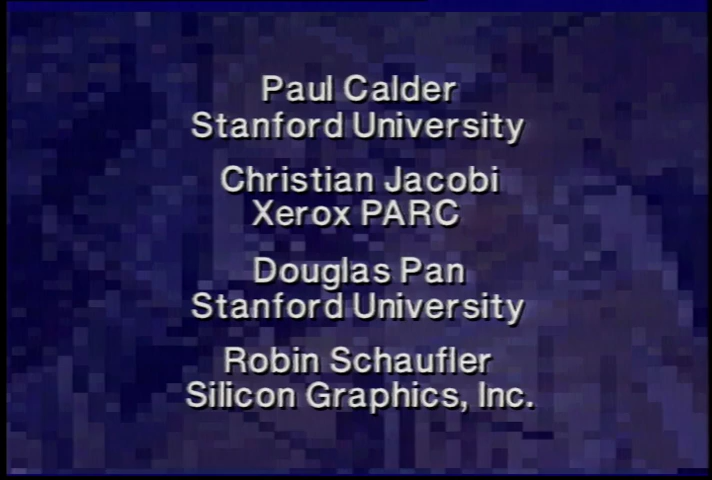 Paul Calder
Stanford University
Christian Jacobi
Xerox PARC
Douglas Pan
Stanford University
Robin Schaufler
Silicon Graphics, Inc.